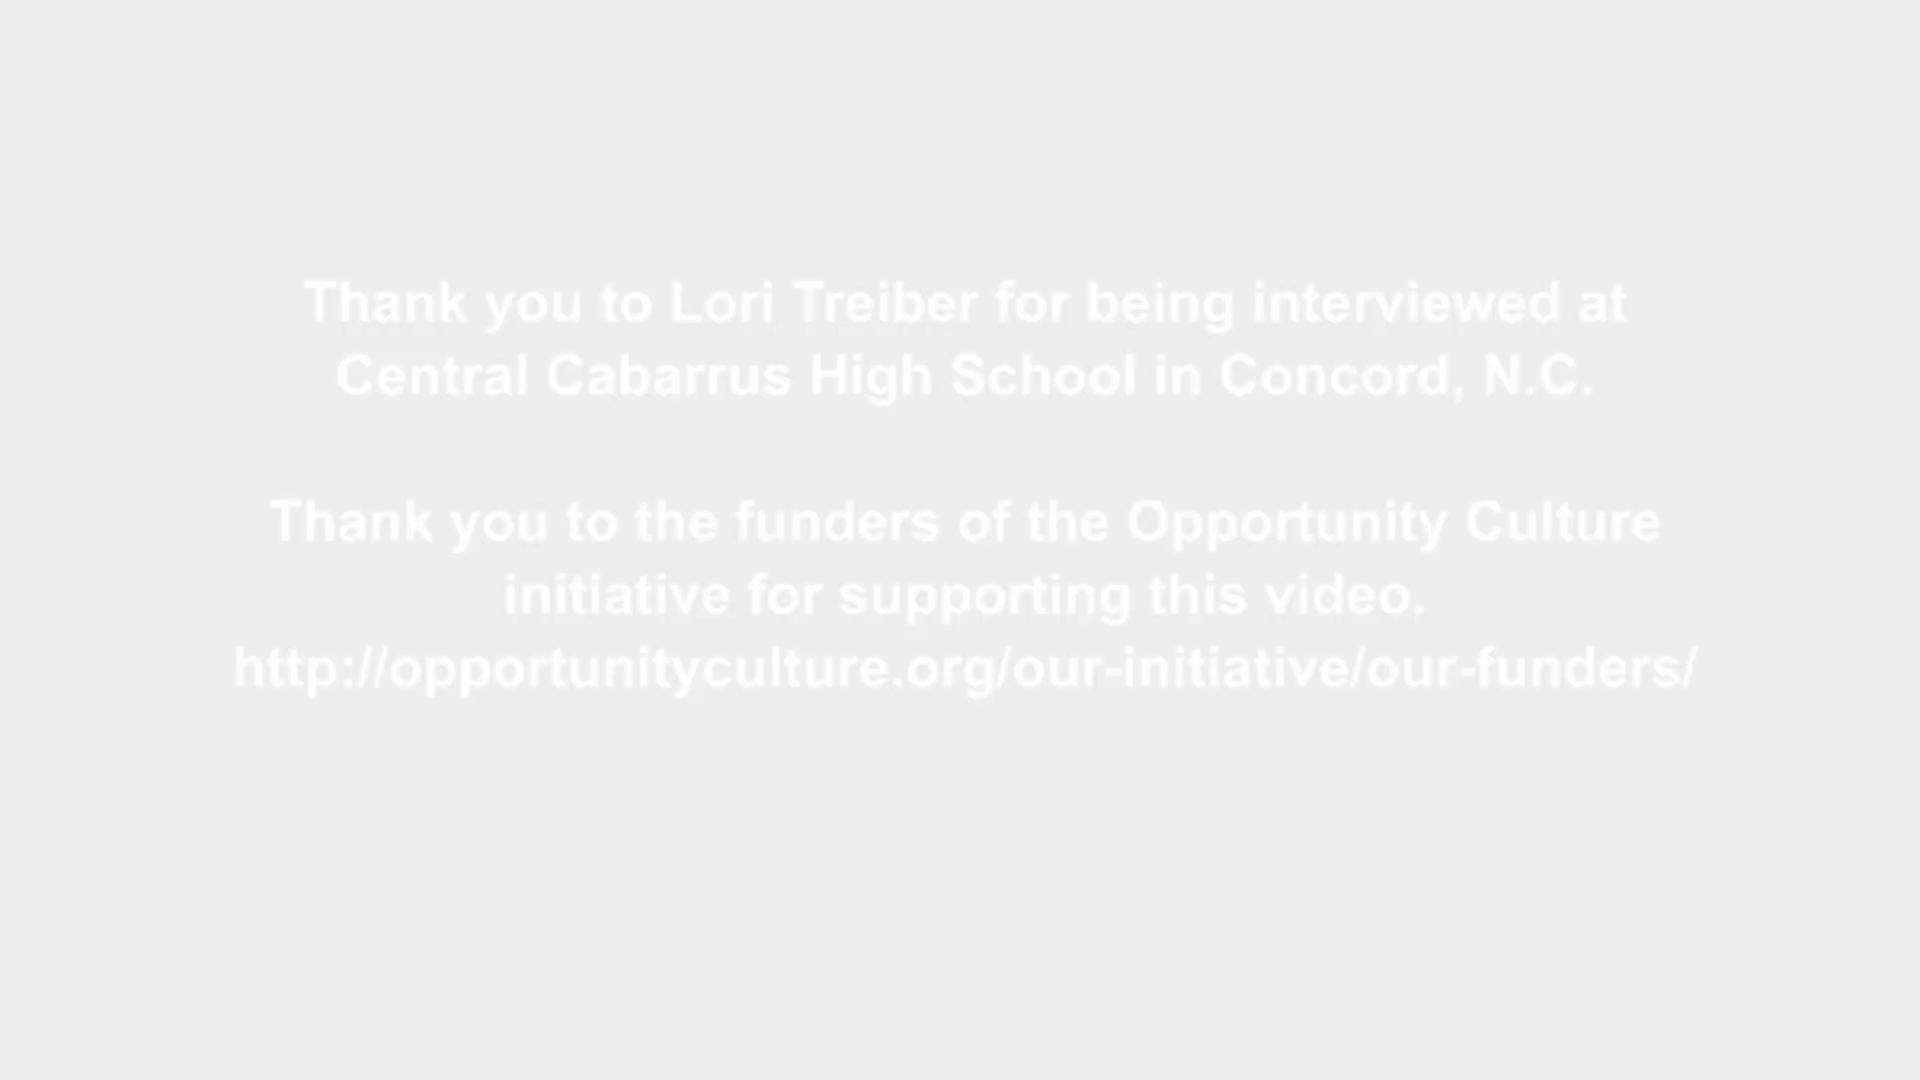 Thank you to Lori Treiber for being interviewed at
Central Cabarrus High School in Concord, N.C.
Thank you to the funders of the Opportunity Culture
initiative for supporting this video.
http://opportunityculture.org/our-initiative/our-funders/